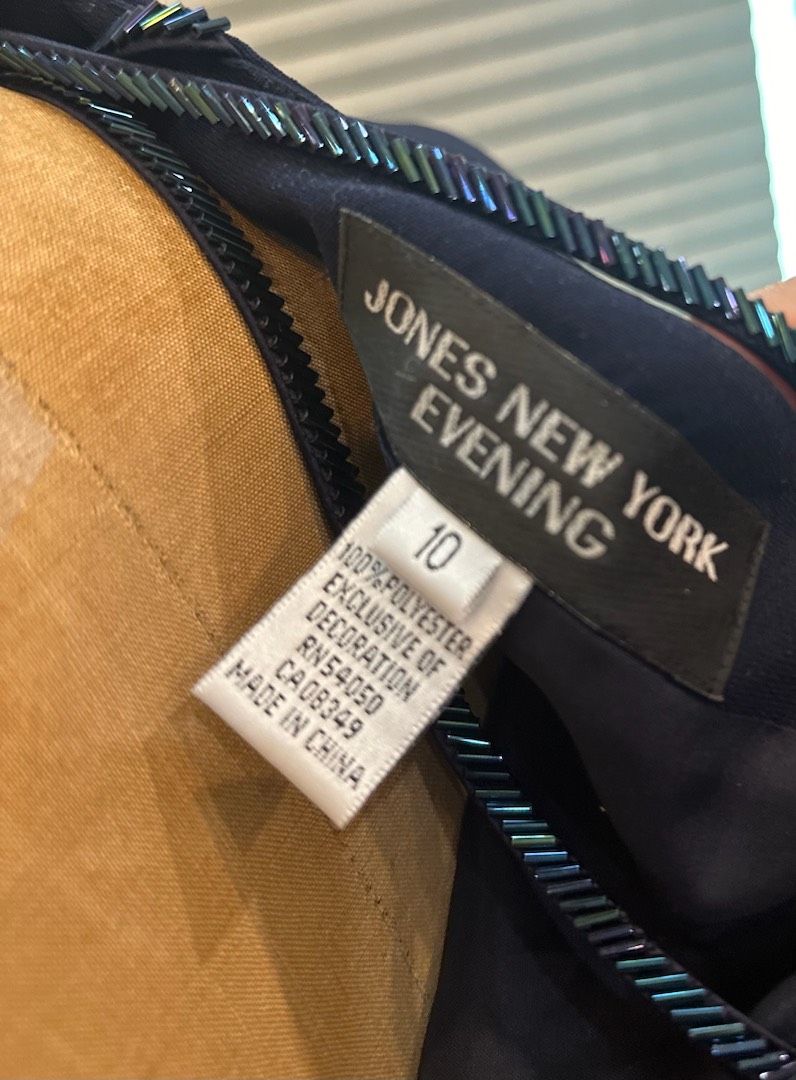 JONES NEW YORK
EVENING
10
100%POLYESTER
EXCLUSIVE OF
DECORATION
RN54050
CA08349
MADE IN CHINA